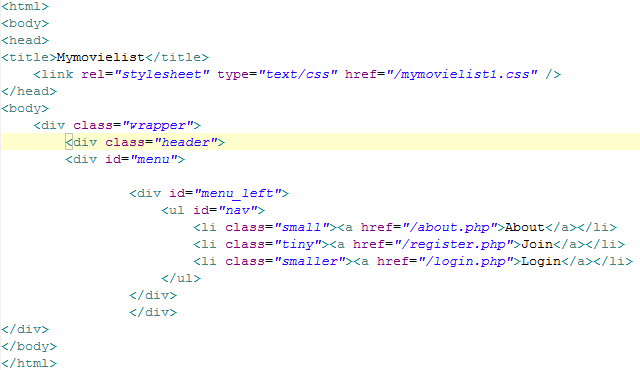 <html>
<body>
<head>
<title>Mymovielist</title>
    <link rel="stylesheet" type="text/css" href="/mymovielist1.css" />
</head>
<body>
    <div class="wrapper">
        <div class="header">
        <div id="menu">
                <div id="menu_left">
                    <ul id="nav">
                        <li class="small"><a href="/about.php">About</a></li>
                        <li class="tiny"><a href="/register.php">Join</a></li>
                        <li class="smaller"><a href="/login.php">Login</a></li>
                    </ul>
                </div>
                </div>
</div>
</body>
</html>